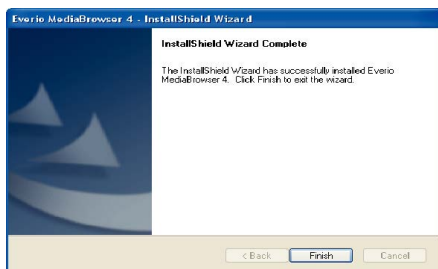 Everio MediaBrowser 4 - InstallShield Wizard
InstallShield Wizard Complete
The InstallShield Wizard has successfully installed Everio
MediaBrowser 4. Click Finish to exit the wizard.
< Back Finish Cancel